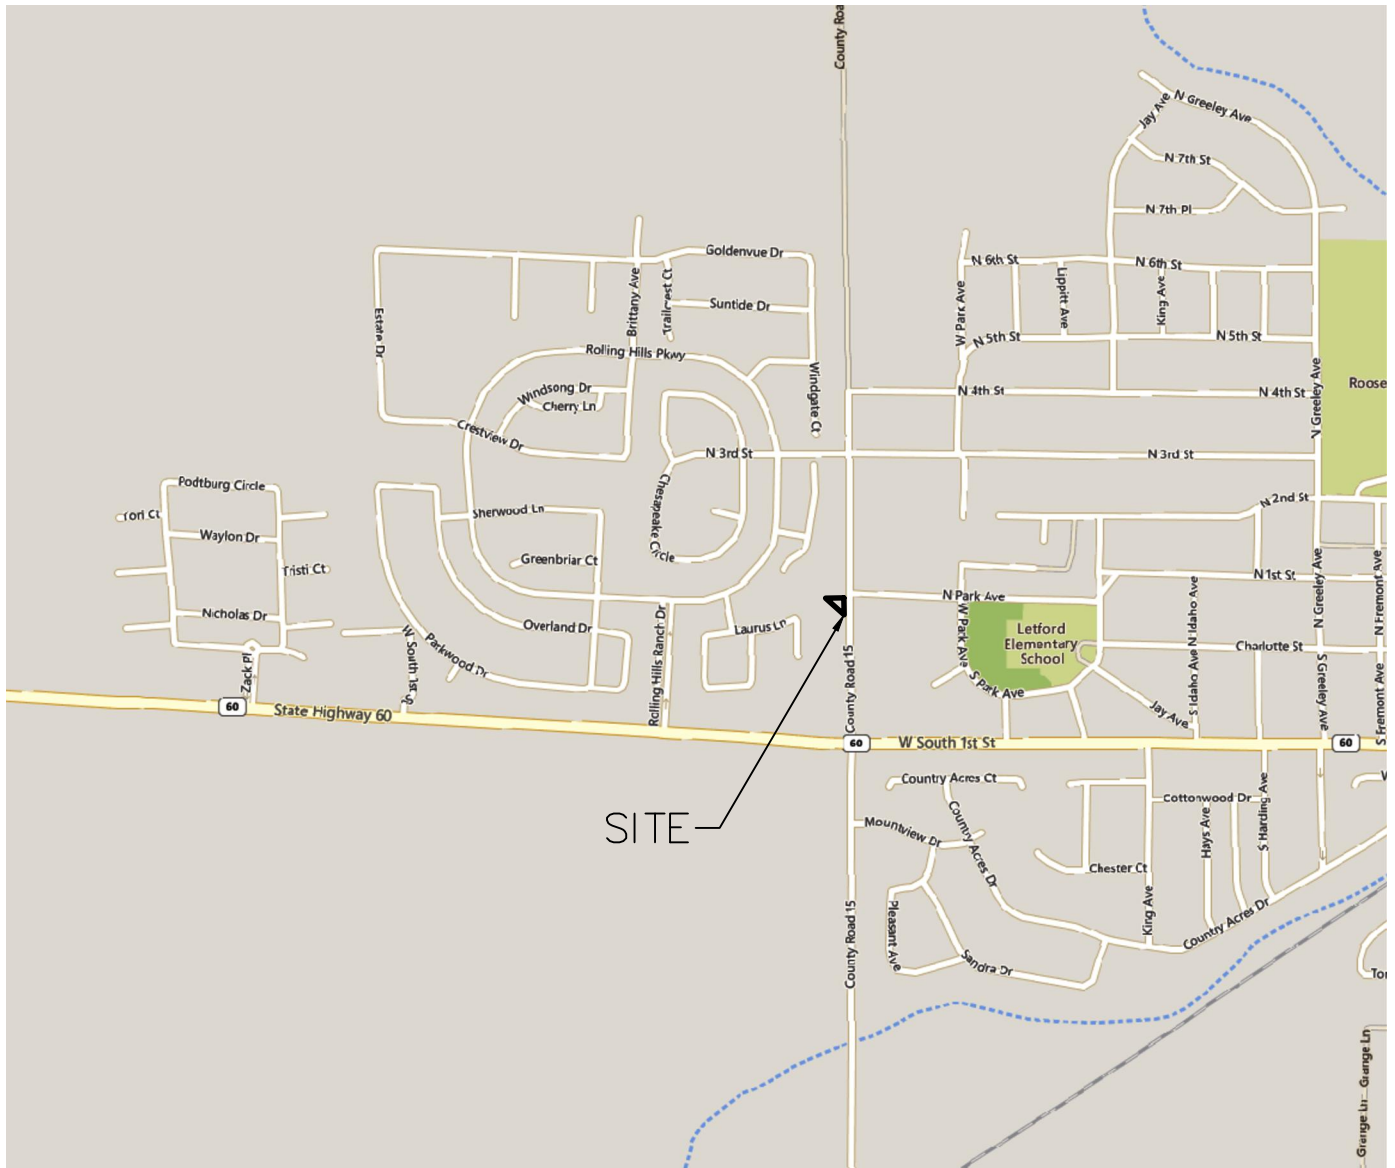 County Roa
N Greeley Ave
Jay Ave
N 7th St
N 7th Pl
Goldenvue Dr
N 6th St
N 6th St
Brittany Ave
Trailcrest Ct
Lippitt Ave
King Ave
W Park Ave
Suntide Dr
Estate Dr
N 5th St
N 5th St
Rolling Hills Pkwy
Windgate Ct
N Greeley Ave
Roose
Windsong Dr
Cherry Ln
N 4th St
N 4th St
Crestview Dr
N 3rd St
N 3rd St
Podtburg Circle
Chesapeake Circle
N 2nd St
Tori Ct
Sherwood Ln
Waylon Dr
Greenbriar Ct
Tristi Ct
N 1st St
N Greeley Ave
N Fremont Ave
N Idaho Ave
N Park Ave
W Park Ave
Nicholas Dr
Overland Dr
Laurus Ln
Letford
Elementary
School
Charlotte St
W South 1st St
Parkwood Dr
Rolling Hills Ranch Dr
County Road 15
Zack Pl
S Park Ave
Jay Ave
S Idaho Ave
S Greeley Ave
S Fremont Ave
60
State Highway 60
60
W South 1st St
60
Country Acres Ct
W
Cottonwood Dr
SITE
Mountview Dr
Country Acres Dr
Hays Ave
S Harding Ave
Chester Ct
Pleasant Ave
King Ave
Country Acres Dr
County Road 15
Sandra Dr
Tor
Grange Ln
Grange Ln